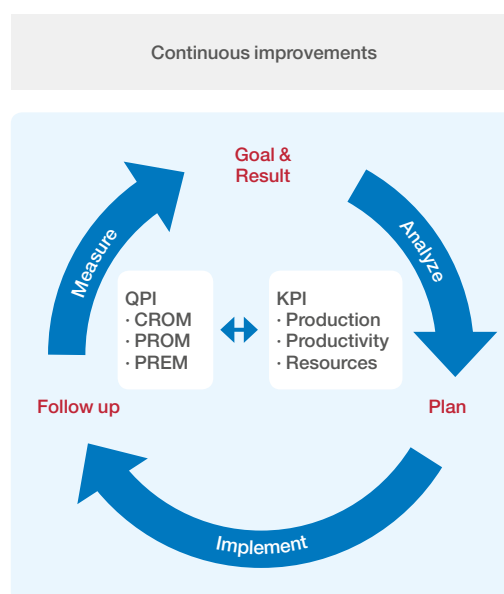 Continuous improvements
Goal &
Result
Measure
Analyze
QPI
· CROM
· PROM
· PREM
KPI
· Production
· Productivity
· Resources
Follow up
Plan
Implement